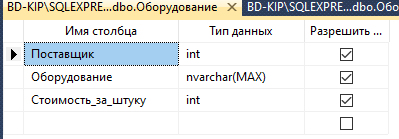 BD-KIP\SQLEXPRE...dbo.Оборудование BD-KIP\SQLEXPRE...dbo.Обо
Имя столбца Тип данных Разрешить ...
Поставщик int
Оборудование nvarchar(MAX)
Стоимость_за_штуку int